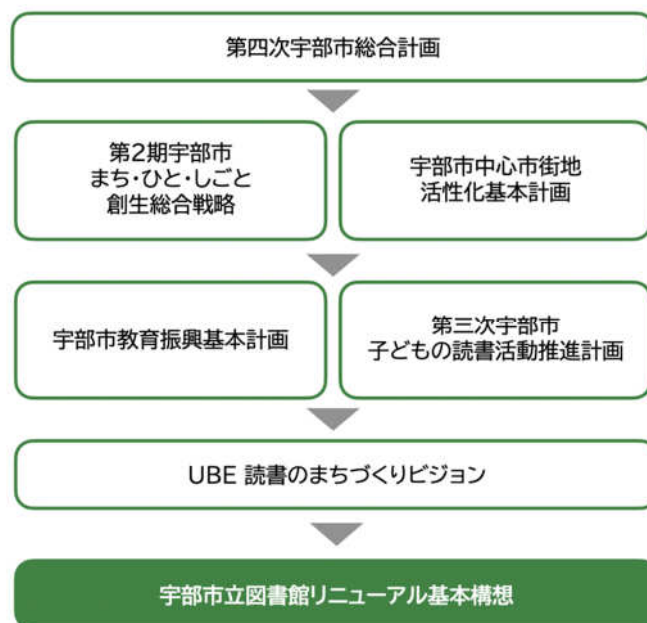 第四次宇部市総合計画
第2期宇部市
まち・ひと・しごと
創生総合戦略
宇部市中心市街地
活性化基本計画
宇部市教育振興基本計画
第三次宇部市
子どもの読書活動推進計画
UBE 読書のまちづくりビジョン
宇部市立図書館リニューアル基本構想